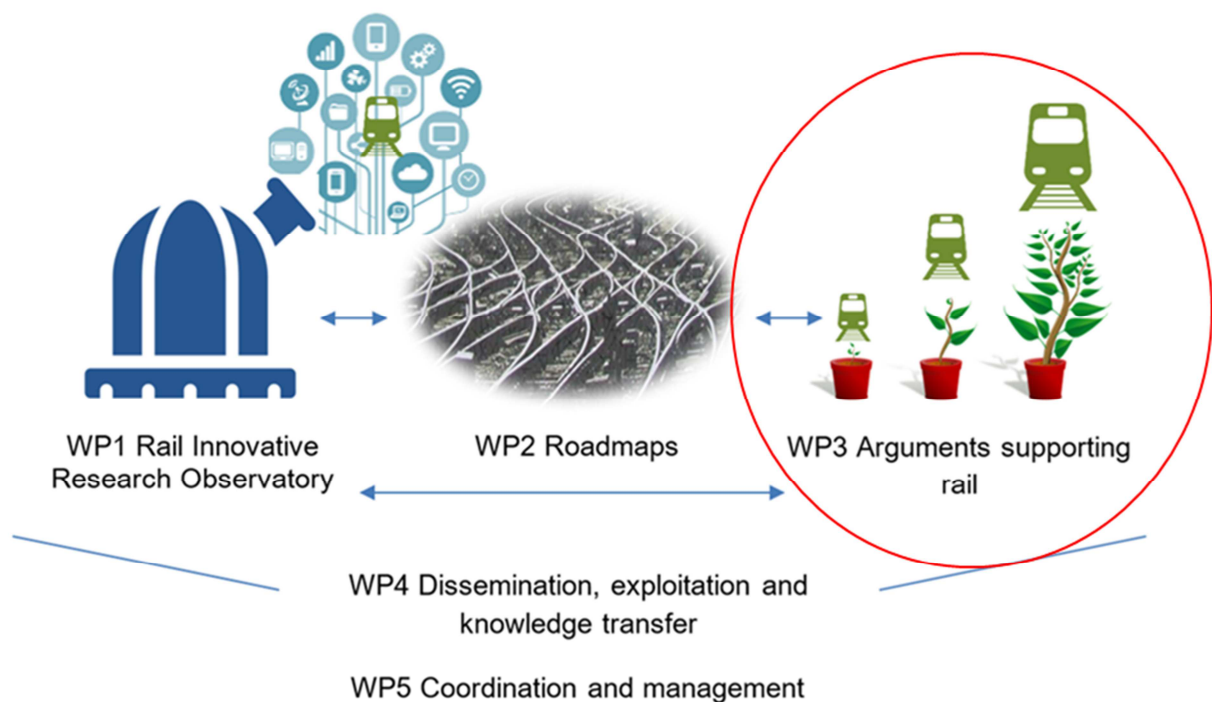 WP1 Rail Innovative
Research Observatory
WP2 Roadmaps
WP3 Arguments supporting
rail
WP4 Dissemination, exploitation and
knowledge transfer
WP5 Coordination and management